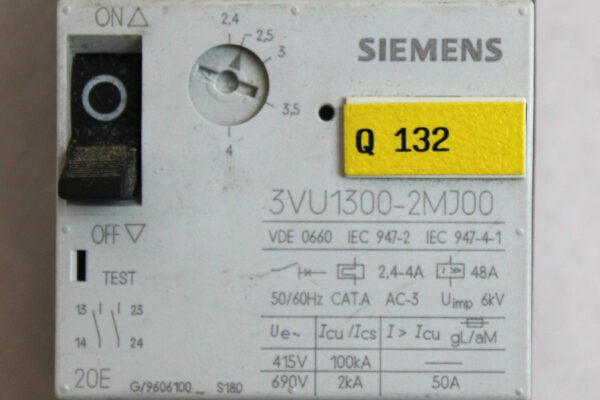 ON △
2,4
2,5
3
3,5
4
SIEMENS
Q 132
3VU1300-2MJ00
OFF ▽
VDE 0660 IEC 947-2 IEC 947-4-1
TEST
2,4-4A I >> 48A
13 23
50/60Hz CAT.A AC-3 Uimp 6kV
14 24
Ue~ Icu/Ics I > Icu gL/aM
415V 100kA ——
690V 2kA 50A
20E G/9606100 S180